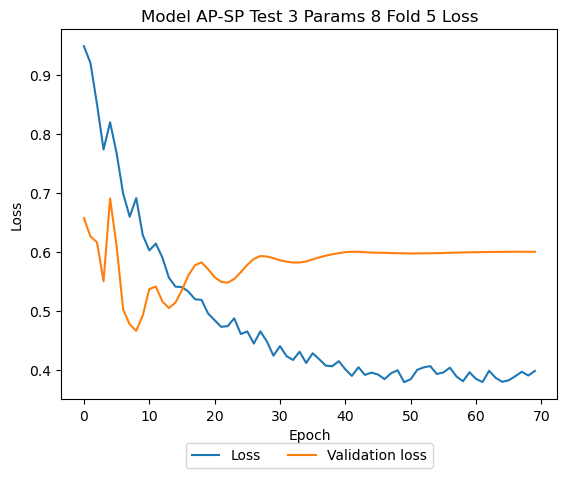 Model AP-SP Test 3 Params 8 Fold 5 Loss
Loss
0.9
0.8
0.7
0.6
0.5
0.4
0 10 20 30 40 50 60 70
Epoch
Loss Validation loss